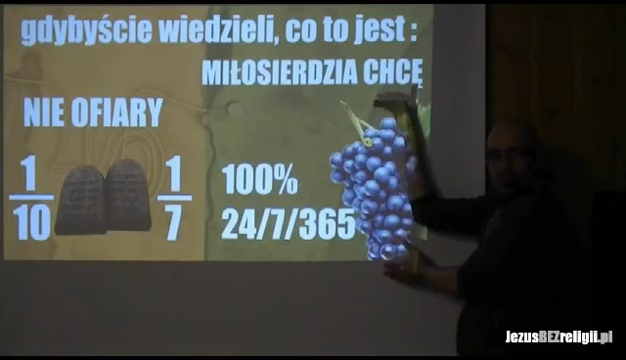 gdybyście wiedzieli, co to jest :
MIŁOSIERDZIA CHCĘ
NIE OFIARY
1 1 100%
10 7 24/7/365
JezusBEZreligii.pl